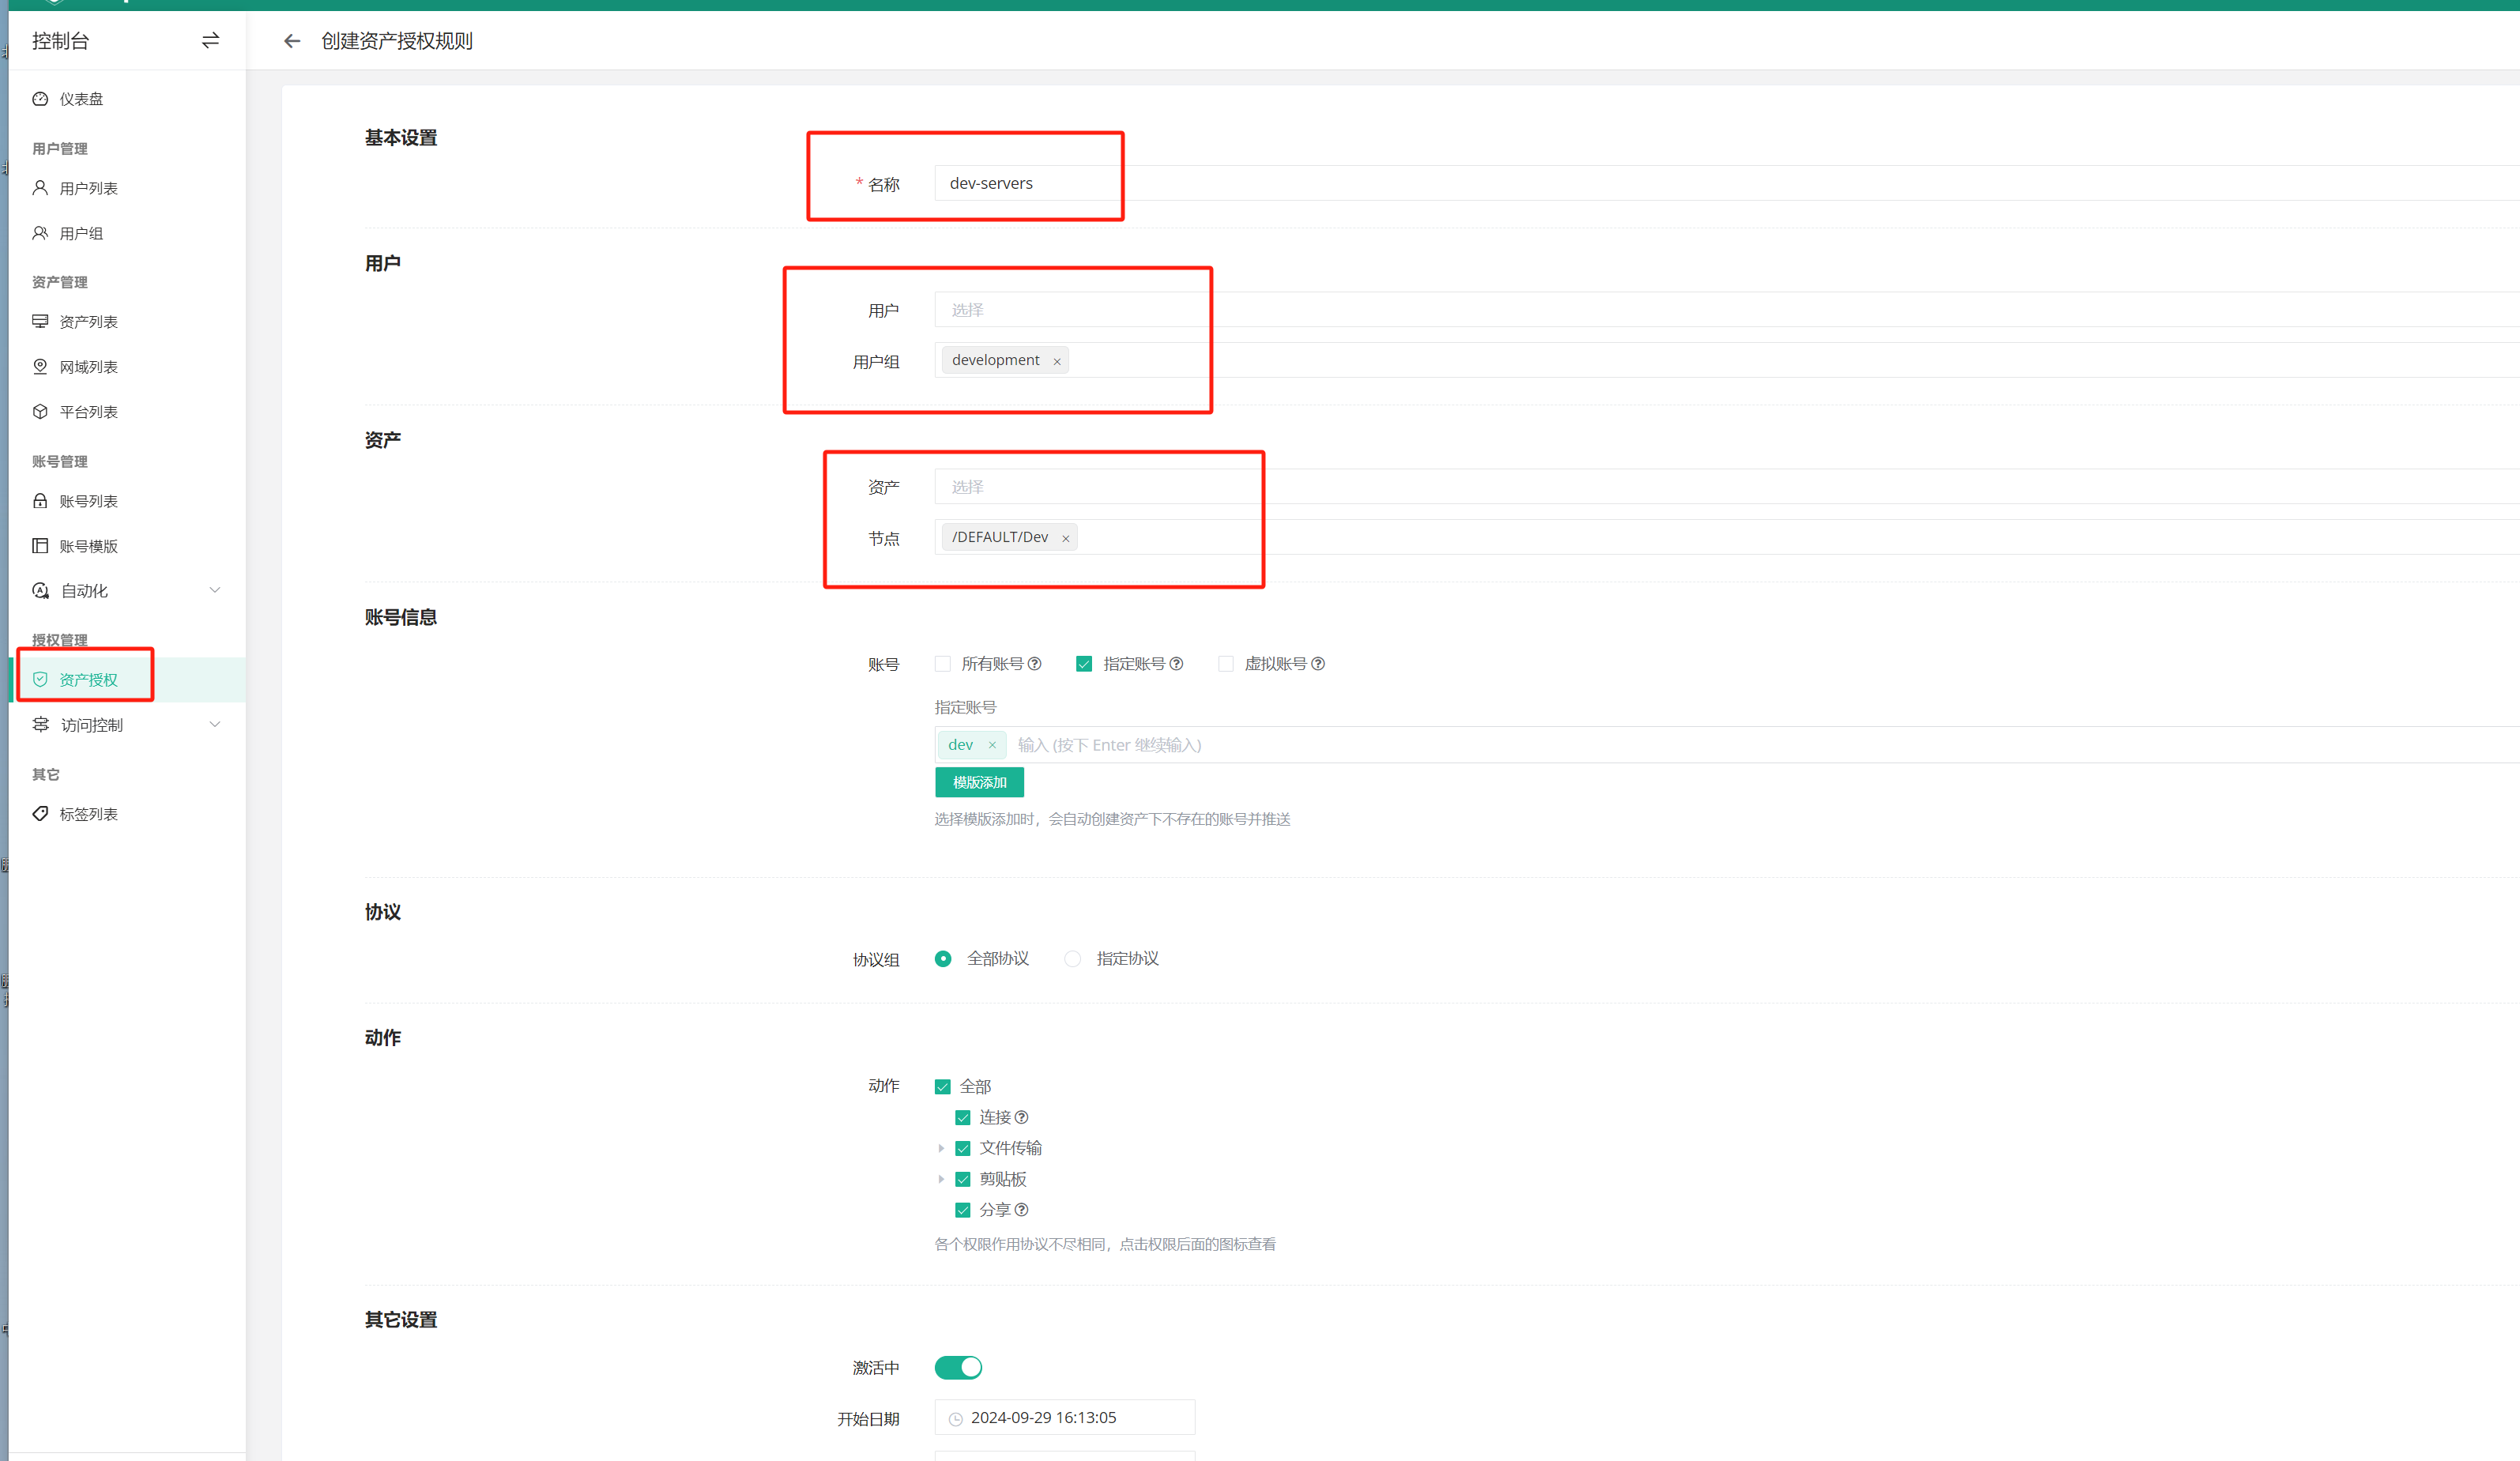 控制台
创建资产授权规则
仪表盘
用户管理
用户列表
用户组
资产管理
资产列表
网域列表
平台列表
账号管理
账号列表
账号模版
自动化
授权管理
资产授权
访问控制
其它
标签列表
基本设置
* 名称 dev-servers
用户
用户 选择
用户组 development ×
资产
资产 选择
节点 /DEFAULT/Dev ×
账号信息
账号 所有账号 指定账号 虚拟账号
指定账号
dev × 输入 (按下 Enter 继续输入)
模版添加
选择模版添加时，会自动创建资产下不存在的账号并推送
协议
协议组 全部协议 指定协议
动作
动作 全部
连接
文件传输
剪贴板
分享
各个权限作用协议不尽相同，点击权限后面的图标查看
其它设置
激活中
开始日期 2024-09-29 16:13:05